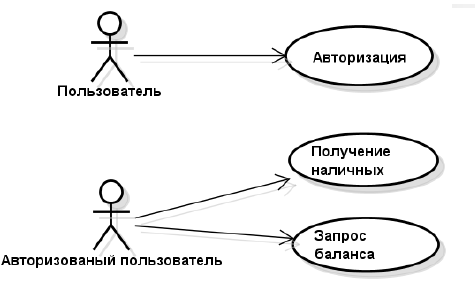 Авторизация
Пользователь
Получение
наличных
Запрос
баланса
Авторизованый пользователь